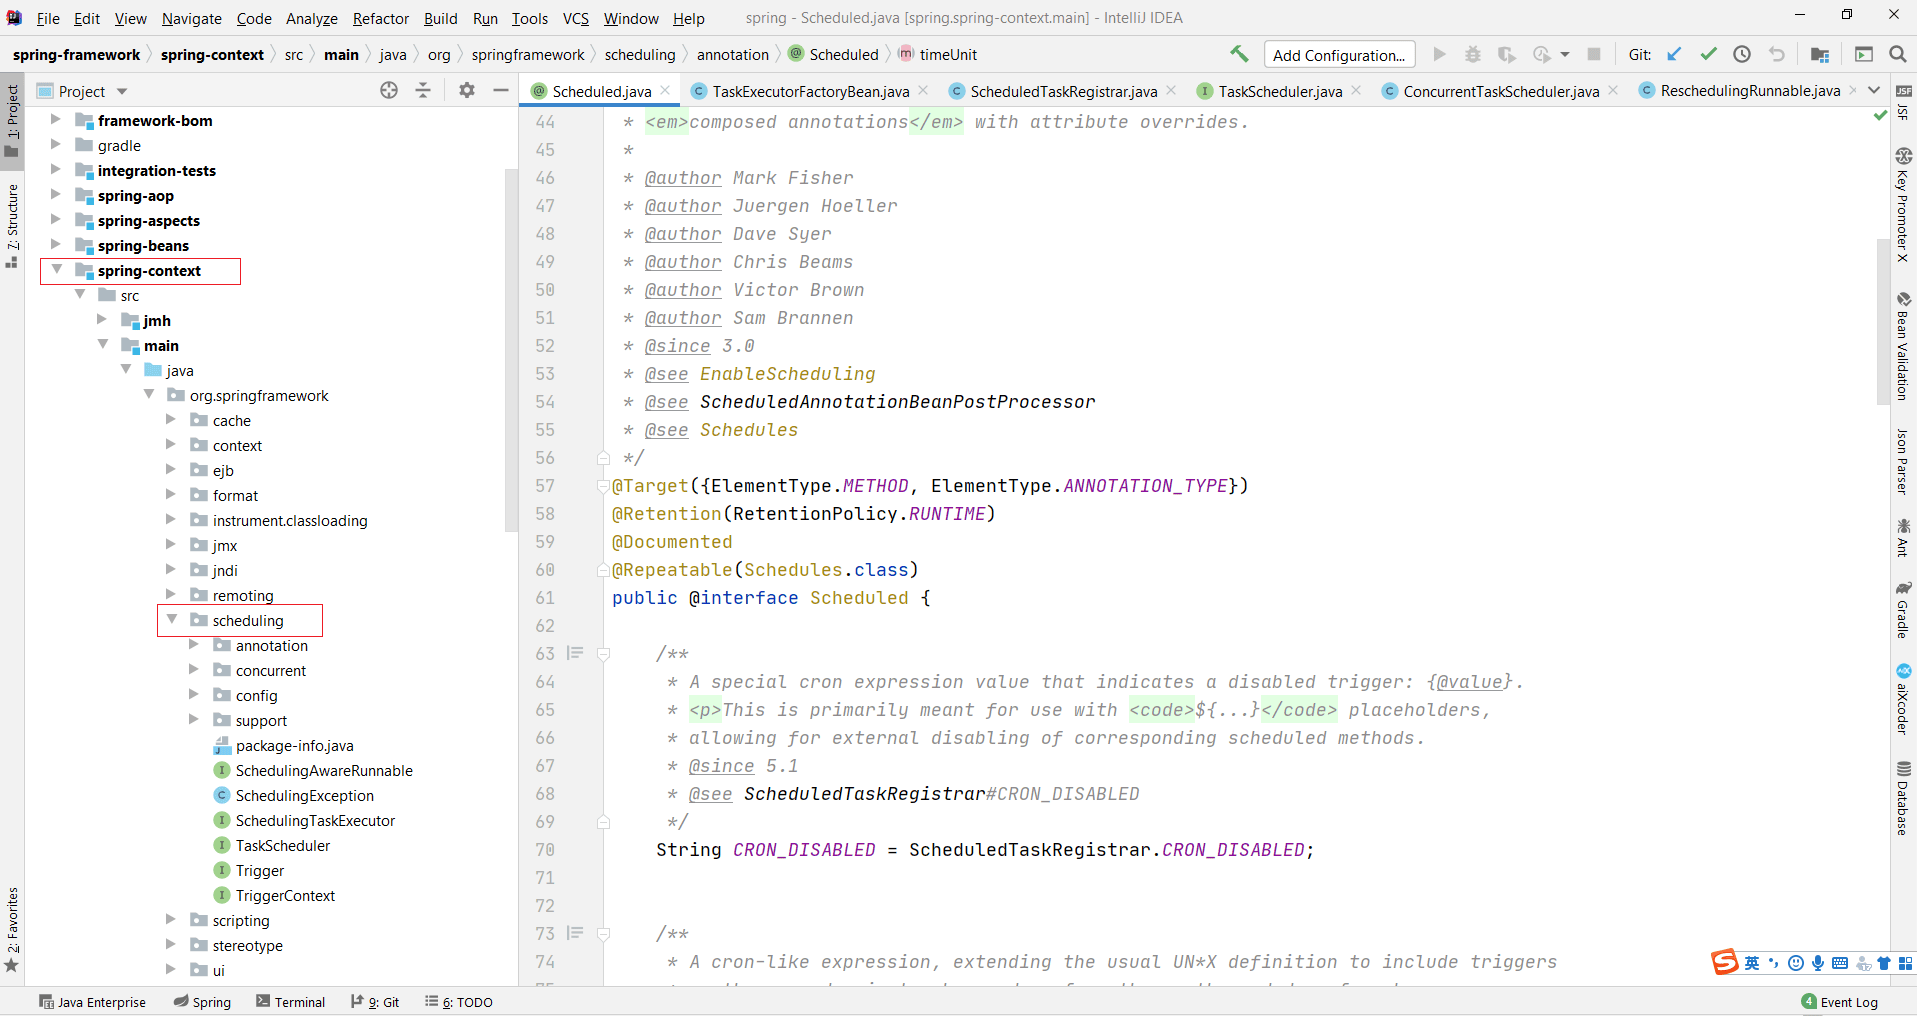 File Edit View Navigate Code Analyze Refactor Build Run Tools VCS Window Help spring - Scheduled.java [spring.spring-context.main] - IntelliJ IDEA
spring-framework spring-context src main java org springframework scheduling annotation Scheduled timeUnit Add Configuration... Git:
Project
Scheduled.java TaskExecutorFactoryBean.java ScheduledTaskRegistrar.java TaskScheduler.java ConcurrentTaskScheduler.java ReschedulingRunnable.java
1: Project
7: Structure
2: Favorites
framework-bom
gradle
integration-tests
spring-aop
spring-aspects
spring-beans
spring-context
src
jmh
main
java
org.springframework
cache
context
ejb
format
instrument.classloading
jmx
jndi
remoting
scheduling
annotation
concurrent
config
support
package-info.java
SchedulingAwareRunnable
SchedulingException
SchedulingTaskExecutor
TaskScheduler
Trigger
TriggerContext
scripting
stereotype
ui
44 * <em>composed annotations</em> with attribute overrides.
45 *
46 * @author Mark Fisher
47 * @author Juergen Hoeller
48 * @author Dave Syer
49 * @author Chris Beams
50 * @author Victor Brown
51 * @author Sam Brannen
52 * @since 3.0
53 * @see EnableScheduling
54 * @see ScheduledAnnotationBeanPostProcessor
55 * @see Schedules
56 */
57 @Target({ElementType.METHOD, ElementType.ANNOTATION_TYPE})
58 @Retention(RetentionPolicy.RUNTIME)
59 @Documented
60 @Repeatable(Schedules.class)
61 public @interface Scheduled {
62
63 /**
64 * A special cron expression value that indicates a disabled trigger: {@value}.
65 * <p>This is primarily meant for use with <code>${...}</code> placeholders,
66 * allowing for external disabling of corresponding scheduled methods.
67 * @since 5.1
68 * @see ScheduledTaskRegistrar#CRON_DISABLED
69 */
70 String CRON_DISABLED = ScheduledTaskRegistrar.CRON_DISABLED;
71
72
73 /**
74 * A cron-like expression, extending the usual UN*X definition to include triggers
JSF
JSF
Key Promoter X
Bean Validation
Json Parser
Ant
Gradle
aiXcoder
Database
英
Java Enterprise Spring Terminal 9: Git 6: TODO 4 Event Log